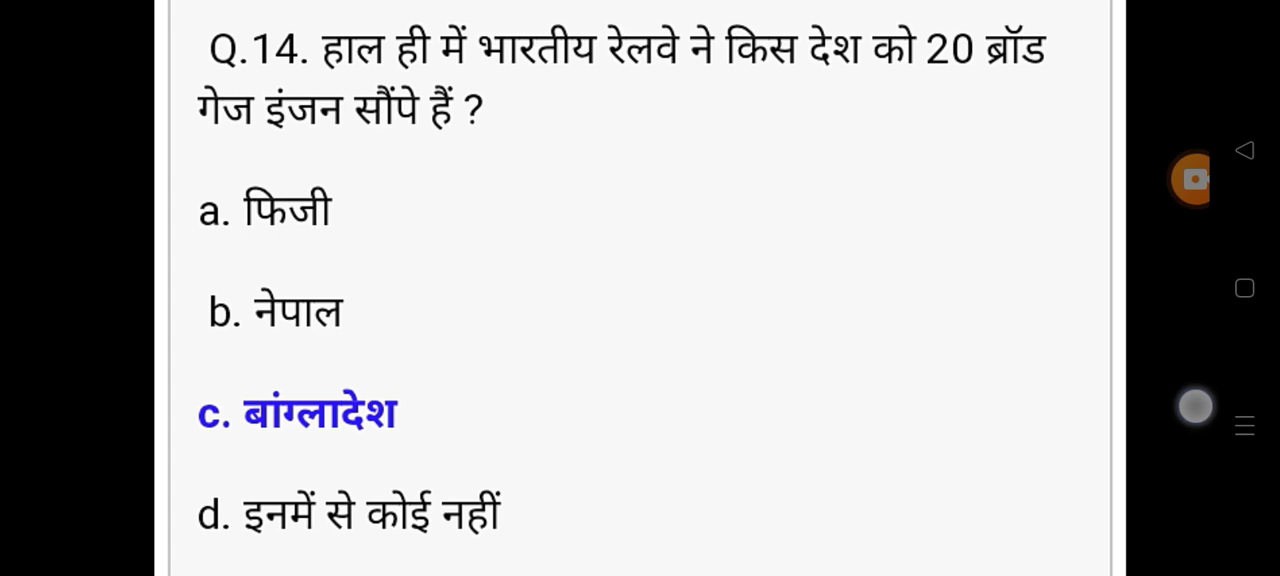 Q.14. हाल ही में भारतीय रेलवे ने किस देश को 20 ब्रॉड
गेज इंजन सौंपे हैं ?
a. फिजी
b. नेपाल
c. बांग्लादेश
d. इनमें से कोई नहीं